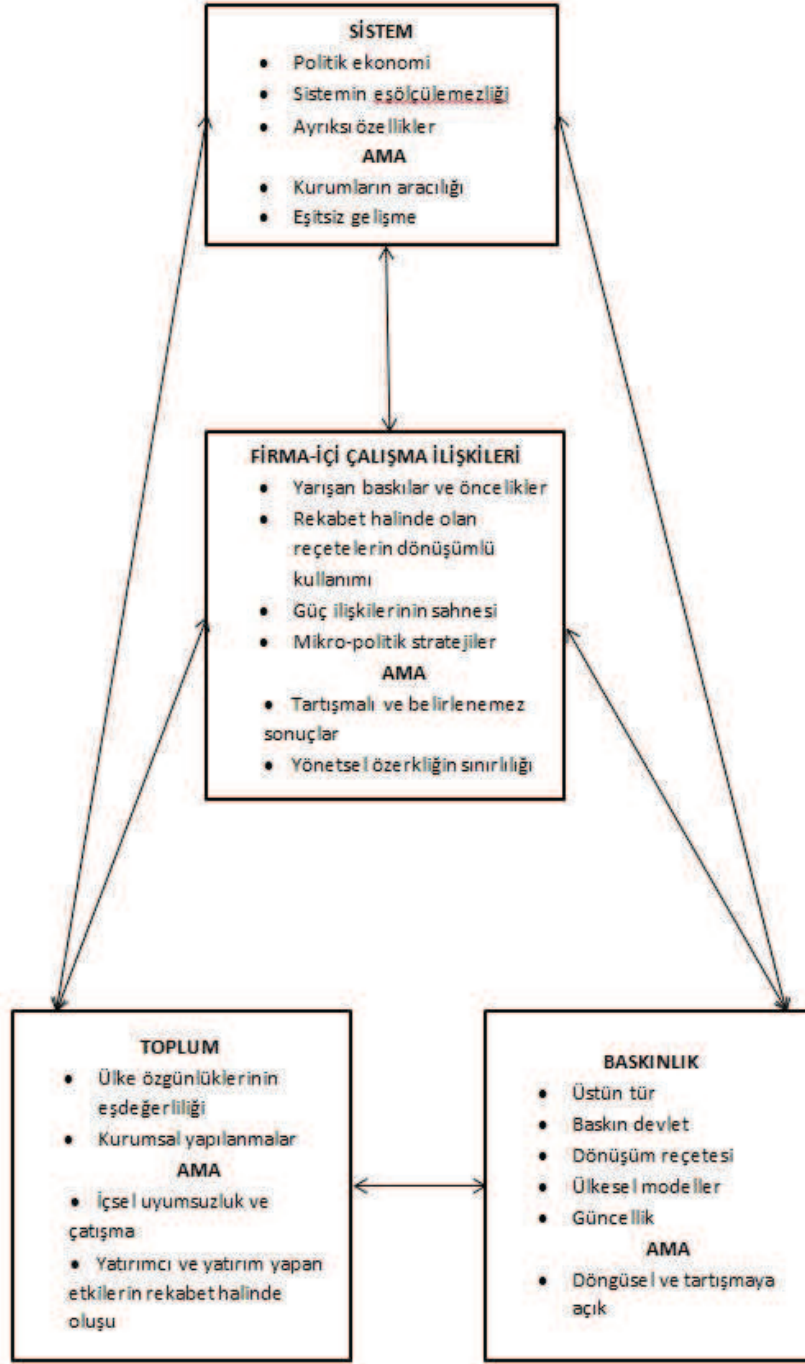 SİSTEM
• Politik ekonomi
• Sistemin eşölçülemezliği
• Ayrıksı özellikler
AMA
• Kurumların aracılığı
• Eşitsiz gelişme
FİRMA-İÇİ ÇALIŞMA İLİŞKİLERİ
• Yarışan baskılar ve öncelikler
• Rekabet halinde olan
reçetelerin dönüşümlü
kullanımı
• Güç ilişkilerinin sahnesi
• Mikro-politik stratejiler
AMA
• Tartışmalı ve belirlenemez
sonuçlar
• Yönetsel özerkliğin sınırlılığı
TOPLUM
• Ülke özgünlüklerinin
eşdeğerliliği
• Kurumsal yapılanmalar
AMA
• İçsel uyumsuzluk ve
çatışma
• Yatırımcı ve yatırım yapan
etkilerin rekabet halinde
oluşu
BASKINLIK
• Üstün tür
• Baskın devlet
• Dönüşüm reçetesi
• Ülkesel modeller
• Güncellik
AMA
• Döngüsel ve tartışmaya
açık